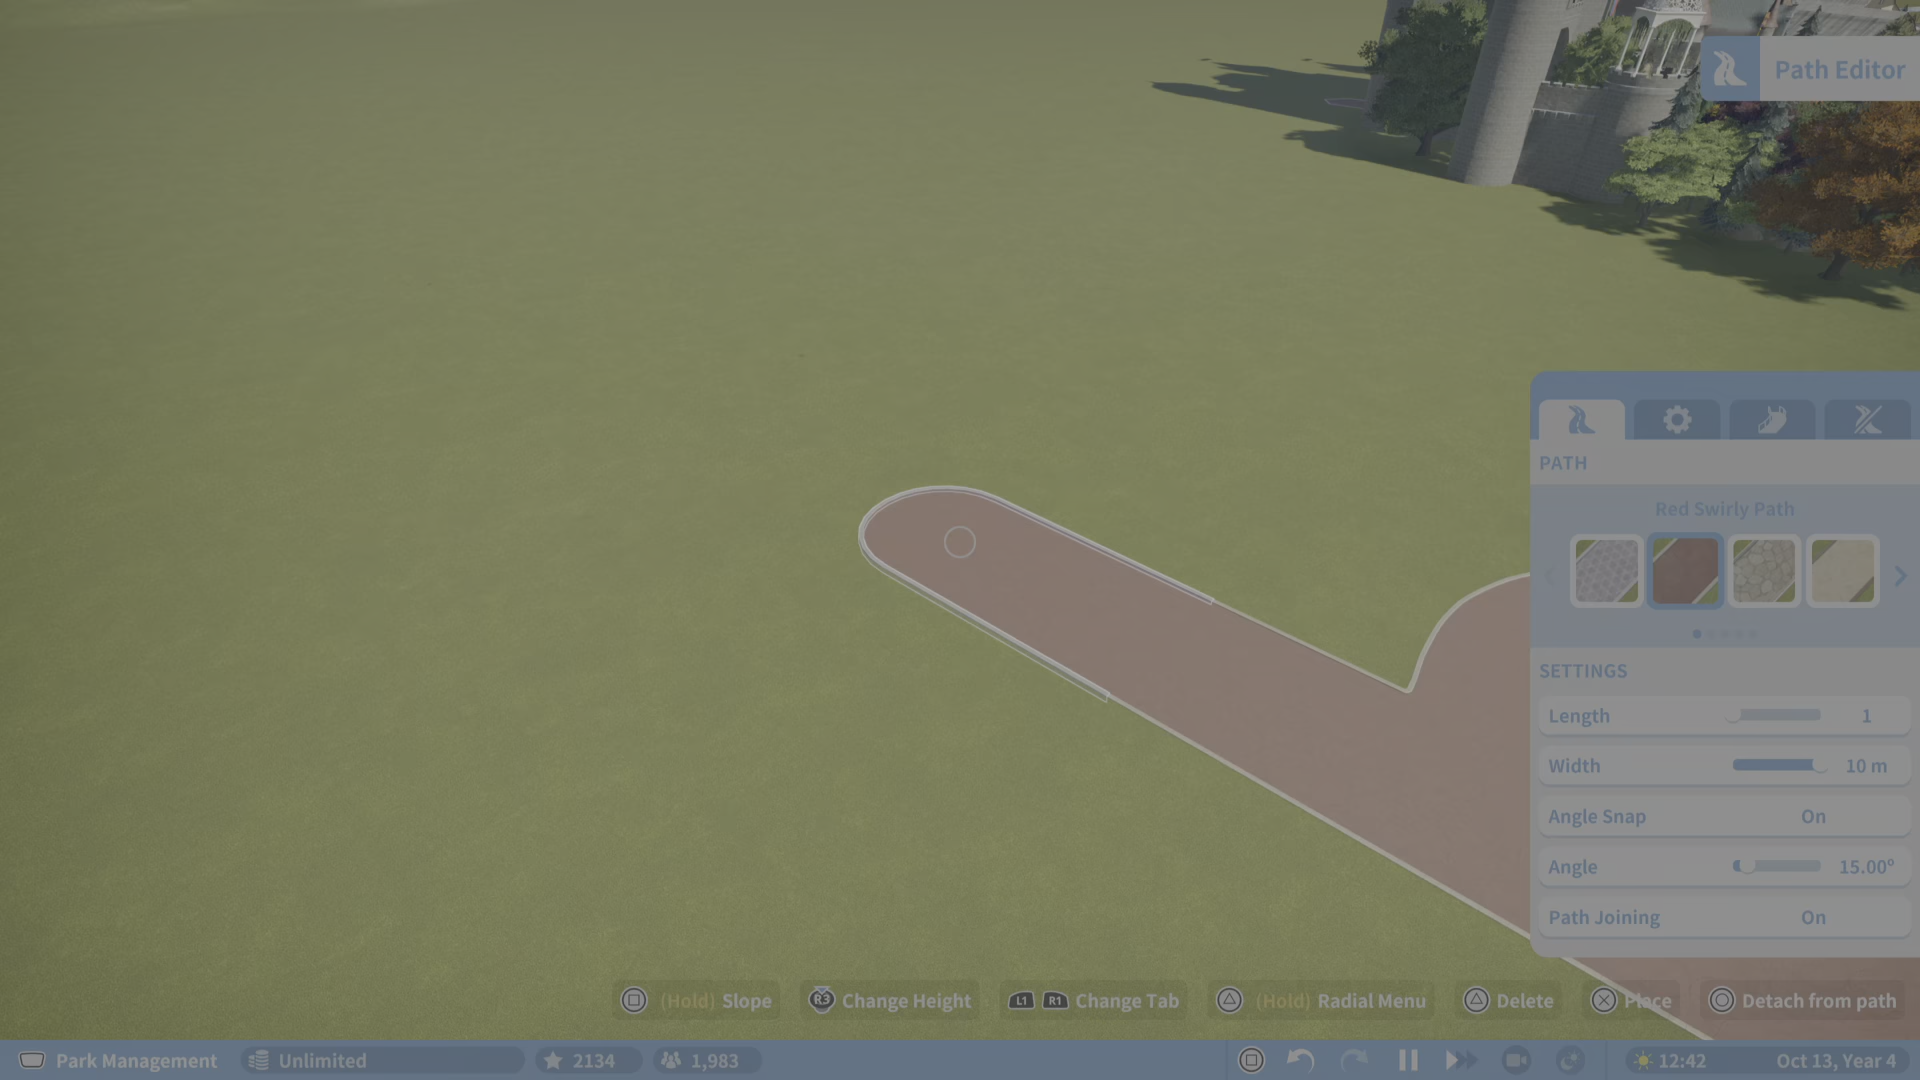 Path Editor
PATH
Red Swirly Path
SETTINGS
Length 1
Width 10 m
Angle Snap On
Angle 15.00º
Path Joining On
(Hold) Slope R3 Change Height L1 R1 Change Tab (Hold) Radial Menu Delete Place Detach from path
Park Management Unlimited 2134 1,983 12:42 Oct 13, Year 4